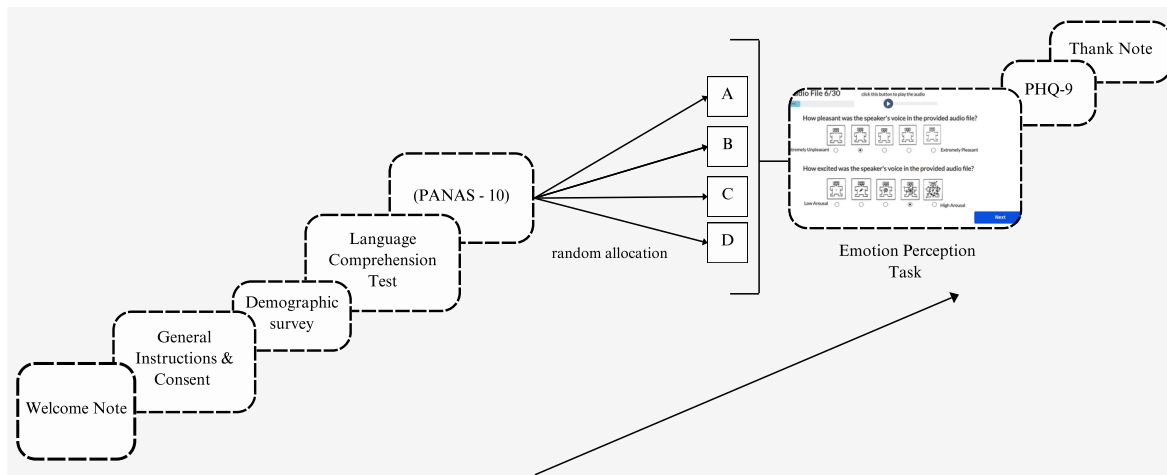 Welcome Note
General
Instructions &
Consent
Demographic
survey
Language
Comprehension
Test
(PANAS - 10)
random allocation
A
B
C
D
File 6/30
click this button to play the audio
How pleasant was the speaker's voice in the provided audio file?
Unpleasant
Extremely Pleasant
How excited was the speaker's voice in the provided audio file?
Low Arousal
High Arousal
Next
Emotion Perception
Task
PHQ-9
Thank Note